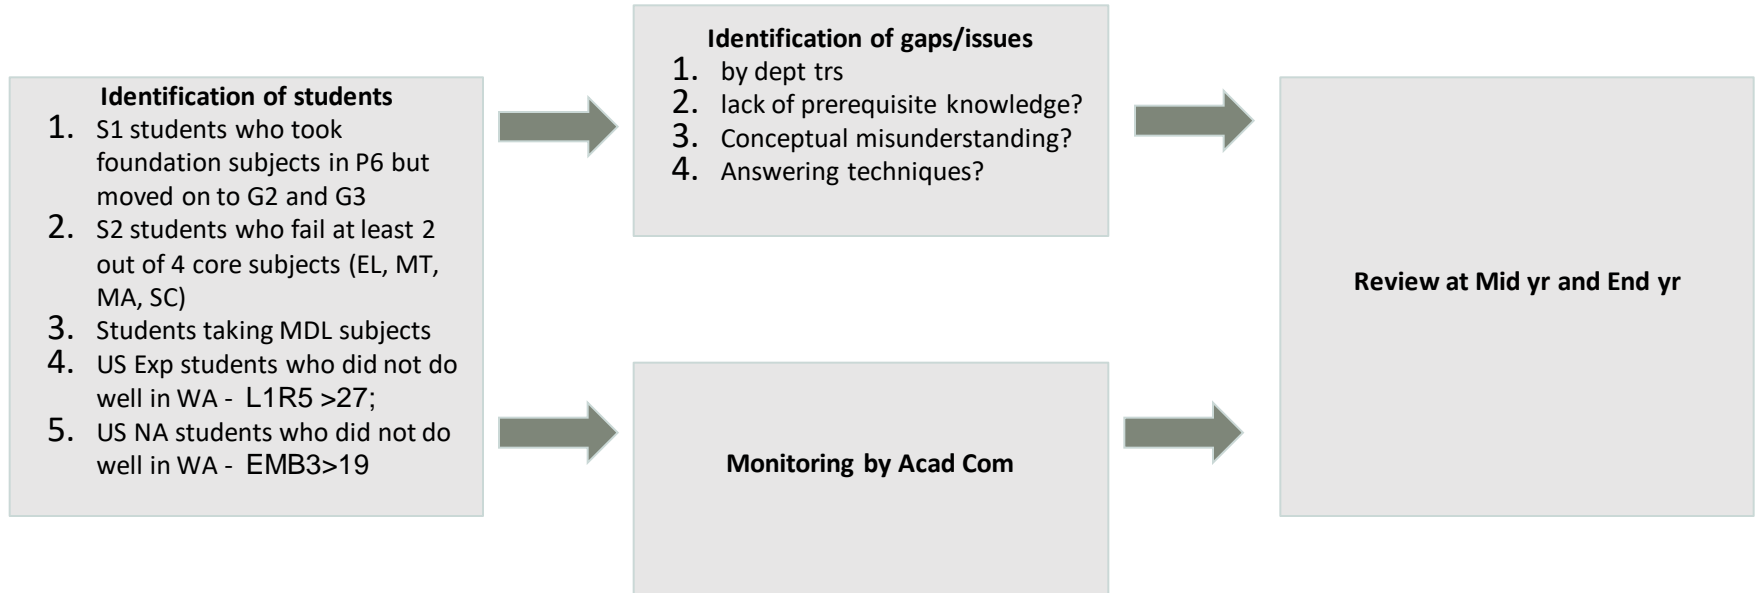 Identification of students
1. S1 students who took
foundation subjects in P6 but
moved on to G2 and G3
2. S2 students who fail at least 2
out of 4 core subjects (EL, MT,
MA, SC)
3. Students taking MDL subjects
4. US Exp students who did not do
well in WA - L1R5 >27;
5. US NA students who did not do
well in WA - EMB3>19
Identification of gaps/issues
1. by dept trs
2. lack of prerequisite knowledge?
3. Conceptual misunderstanding?
4. Answering techniques?
Monitoring by Acad Com
Review at Mid yr and End yr